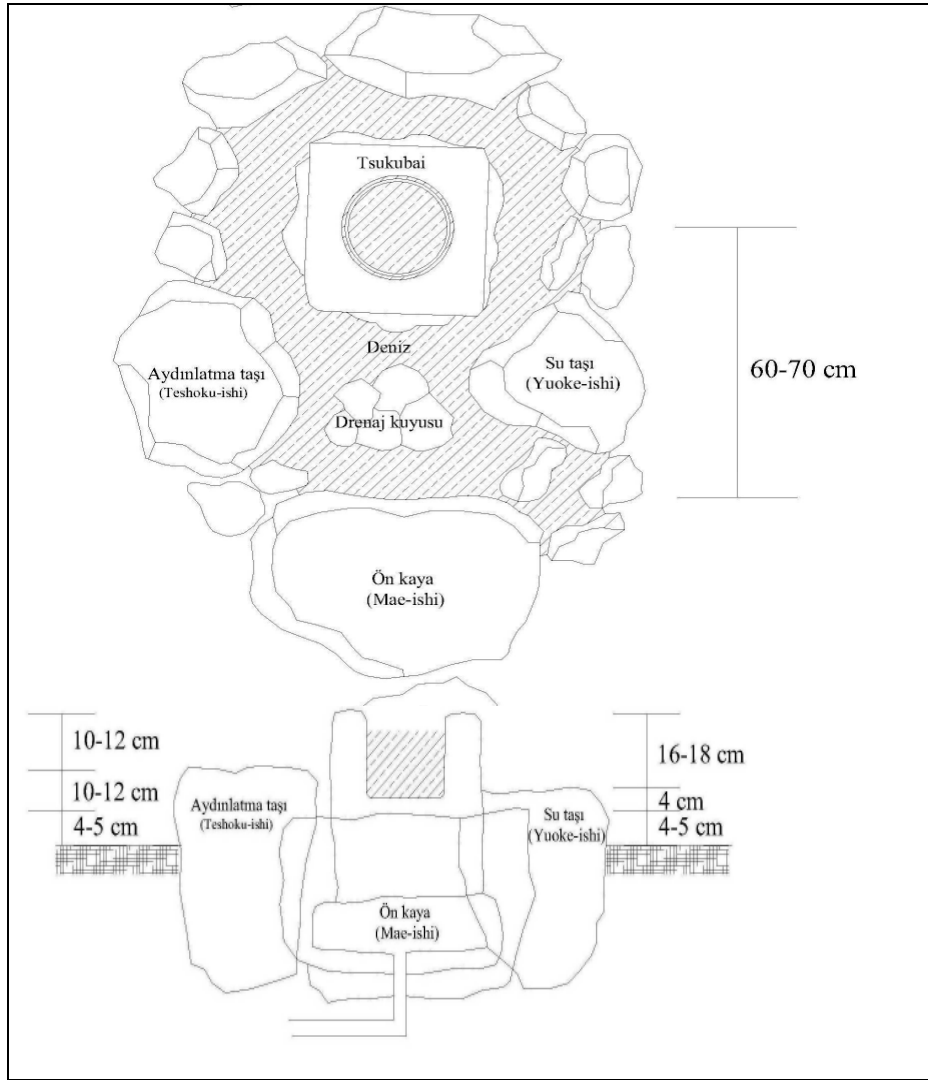 Tsukubai
Deniz
Aydınlatma taşı
(Teshoku-ishi)
Su taşı
(Yuoke-ishi)
60-70 cm
Drenaj kuyusu
Ön kaya
(Mae-ishi)
10-12 cm
10-12 cm
4-5 cm
16-18 cm
4 cm
4-5 cm
Aydınlatma taşı
(Teshoku-ishi)
Su taşı
(Yuoke-ishi)
Ön kaya
(Mae-ishi)